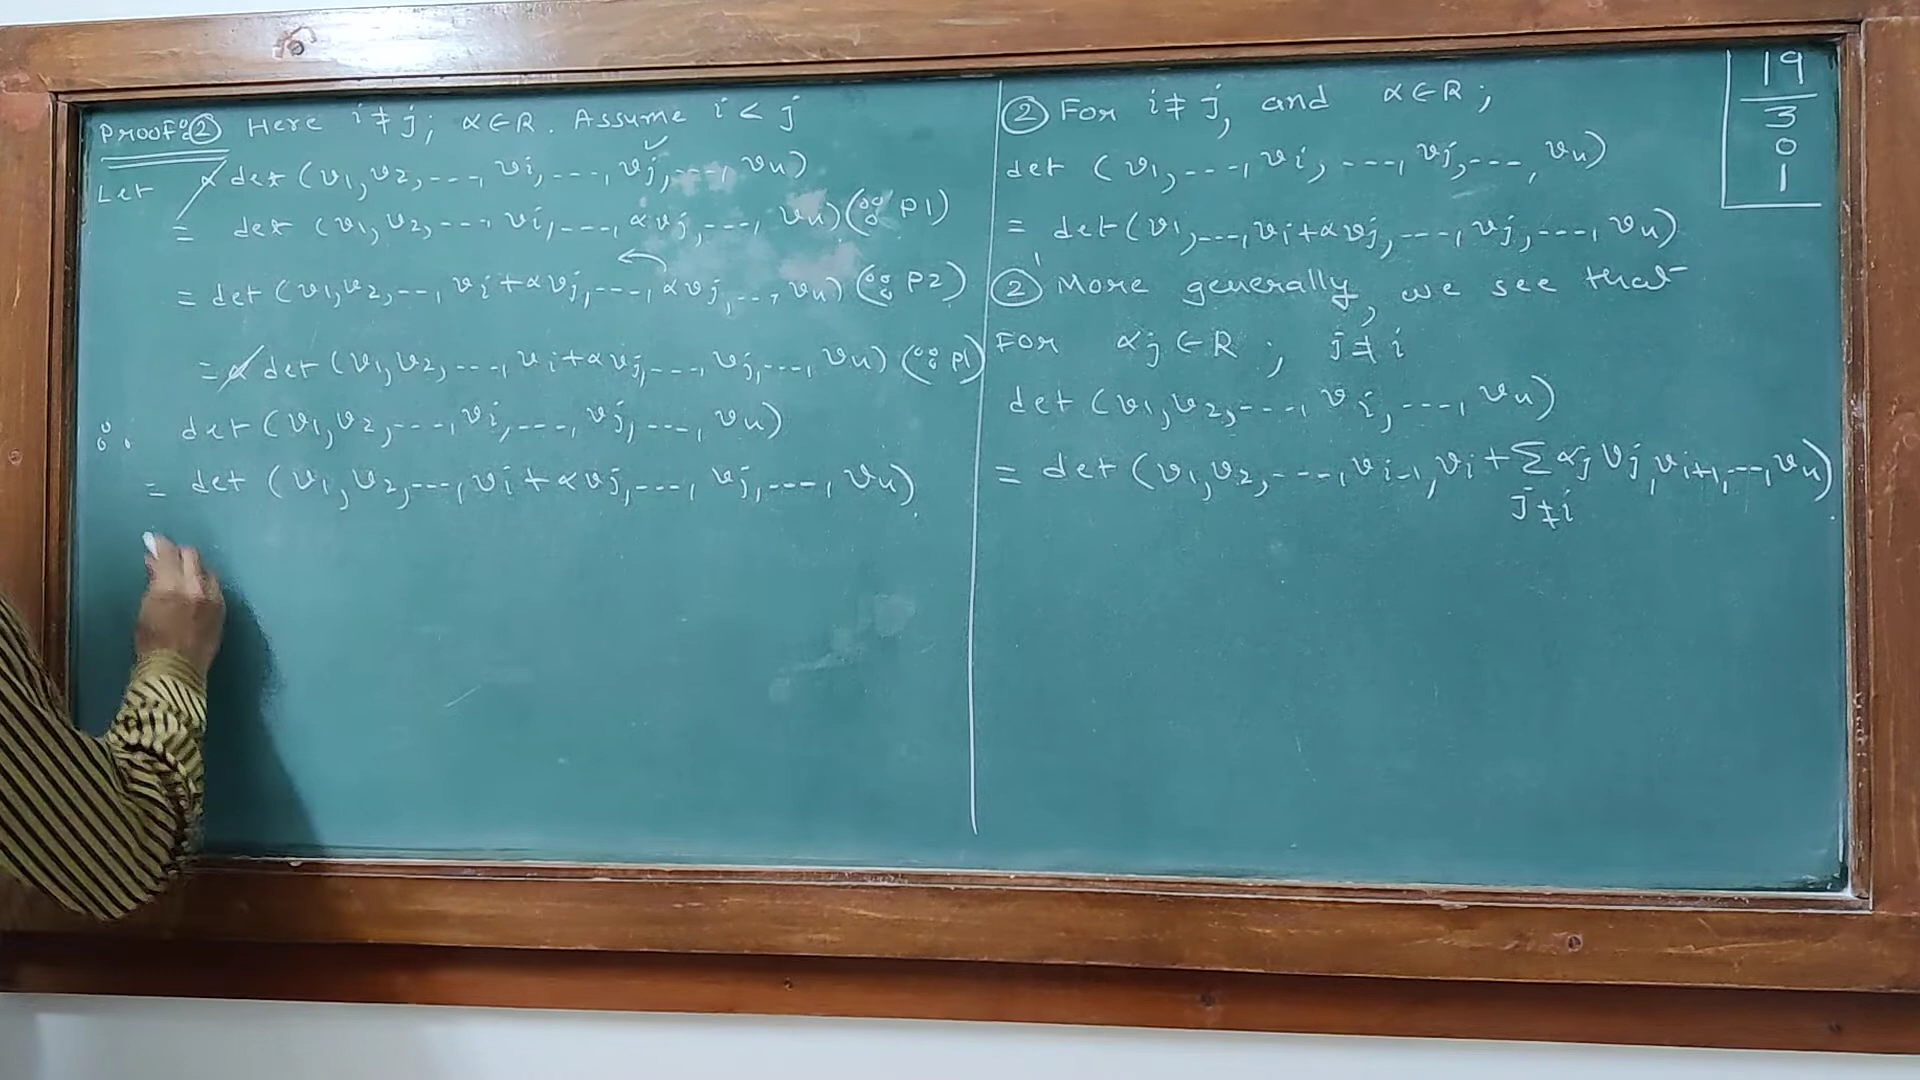 Proof: ② Here i ≠ j; α ∈ R. Assume i < j
Let α det (v1, v2, ---, vi, ---, vj, ---, vn)
= det (v1, v2, ---, vi, ---, αvj, ---, vn) (∵ P1)
= det (v1, v2, ---, vi + αvj, ---, αvj, ---, vn) (∵ P2)
= α det (v1, v2, ---, vi + αvj, ---, vj, ---, vn) (∵ P1)
∴ det (v1, v2, ---, vi, ---, vj, ---, vn)
= det (v1, v2, ---, vi + αvj, ---, vj, ---, vn).
② For i ≠ j, and α ∈ R;
det (v1, ---, vi, ---, vj, ---, vn)
= det (v1, ---, vi + αvj, ---, vj, ---, vn)
②' More generally, we see that
For αj ∈ R; j ≠ i
det (v1, v2, ---, vi, ---, vn)
= det (v1, v2, ---, vi-1, vi + Σ αj vj, vi+1, ---, vn).
j ≠ i
19
3
0
1